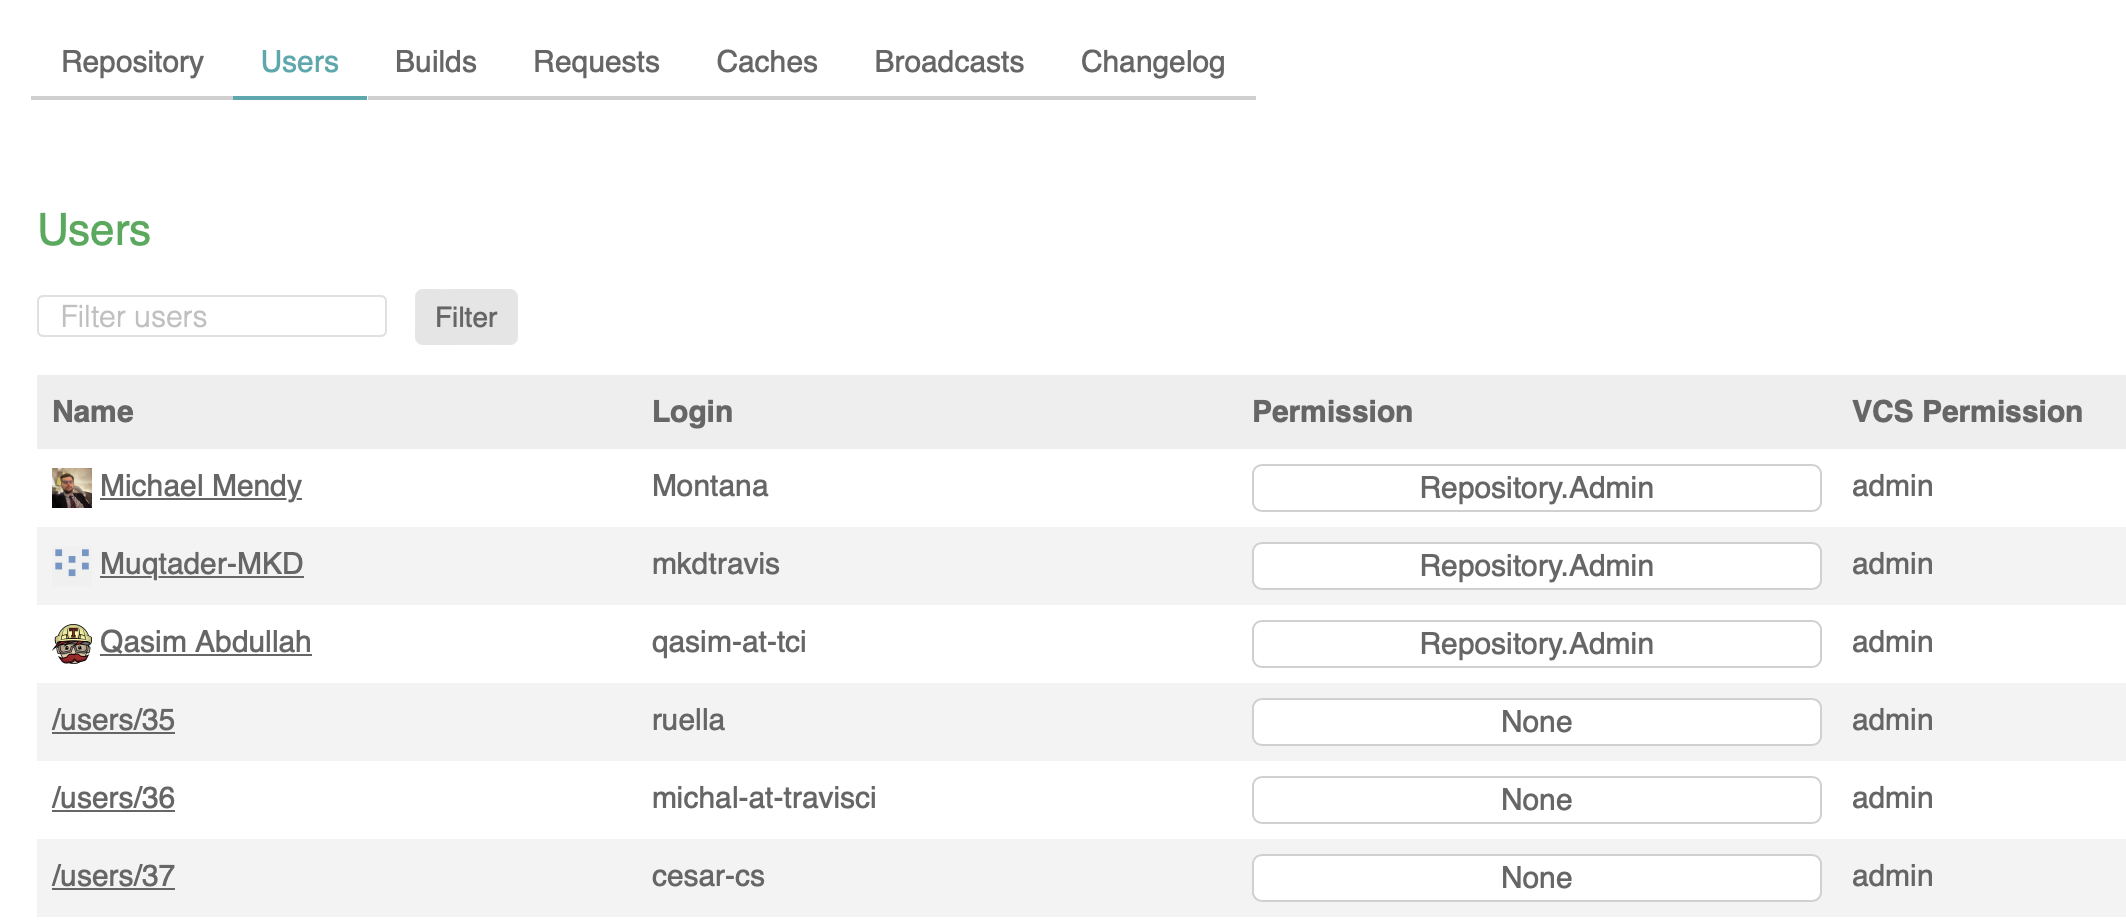 Repository Users Builds Requests Caches Broadcasts Changelog
Users
Filter users Filter
Name Login Permission VCS Permission
Michael Mendy Montana Repository.Admin admin
Muqtader-MKD mkdtravis Repository.Admin admin
Qasim Abdullah qasim-at-tci Repository.Admin admin
/users/35 ruella None admin
/users/36 michal-at-travisci None admin
/users/37 cesar-cs None admin